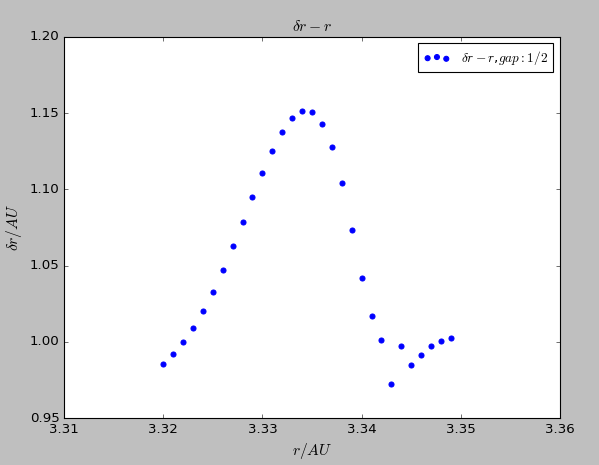 δr − r
1.20
δr − r, gap : 1/2
1.15
1.10
1.05
1.00
0.95
δr/AU
3.31 3.32 3.33 3.34 3.35 3.36
r/AU